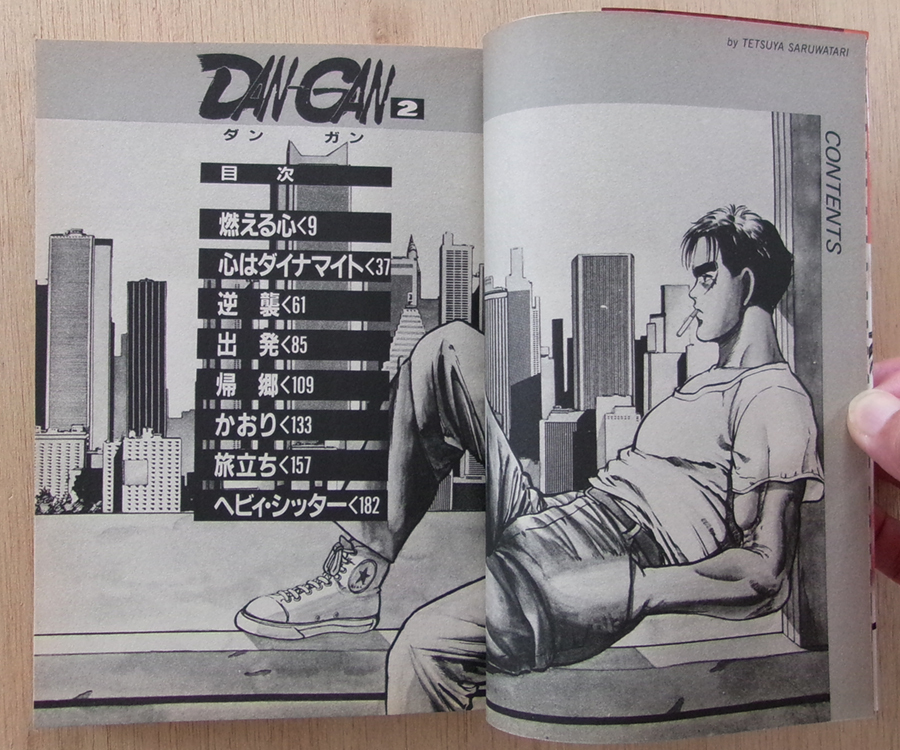 DAN-GAN 2
ダン ガン
目次
燃える心<9
心はダイナマイト<37
逆襲<61
出発<85
帰郷<109
かおり<133
旅立ち<157
ヘビィ・シッター<182
by TETSUYA SARUWATARI
CONTENTS